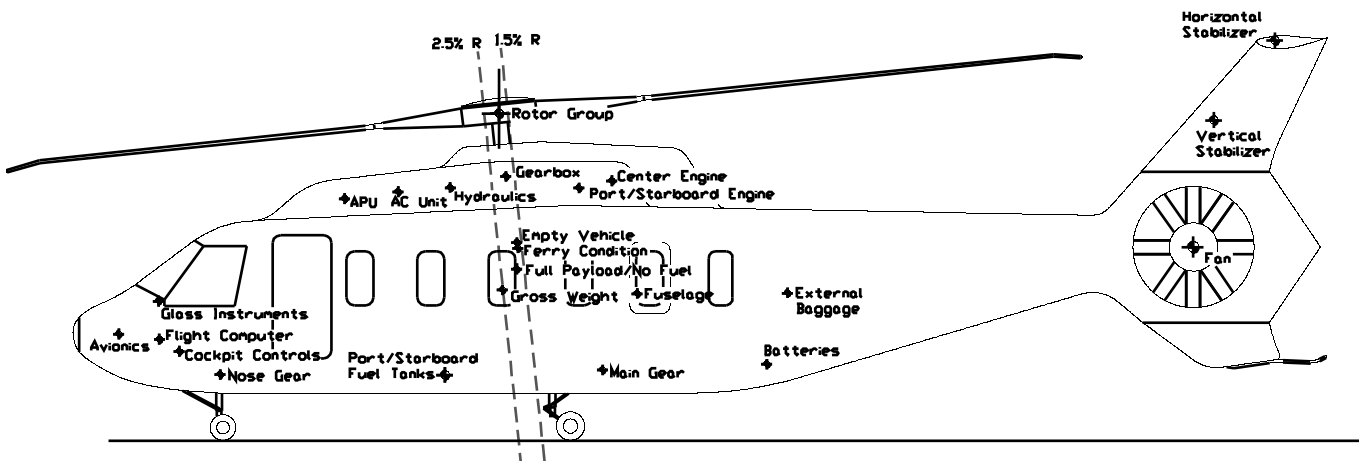 Horizontal
Stabilizer
2.5% R 1.5% R
Rotor Group
Vertical
Stabilizer
Gearbox
Center Engine
APU
AC Unit
Hydraulics
Port/Starboard Engine
Empty Vehicle
Ferry Condition
Fan
Full Payload/No Fuel
Gross Weight
Fuselage
External
Baggage
Glass Instruments
Flight Computer
Avionics
Cockpit Controls
Port/Starboard
Fuel Tanks
Batteries
Nose Gear
Main Gear